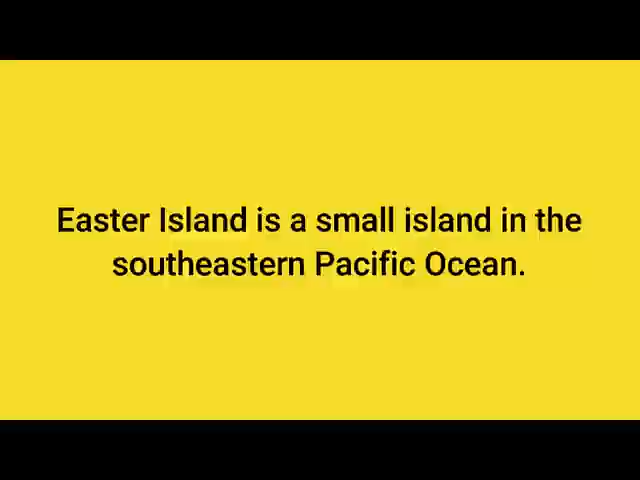 Easter Island is a small island in the
southeastern Pacific Ocean.